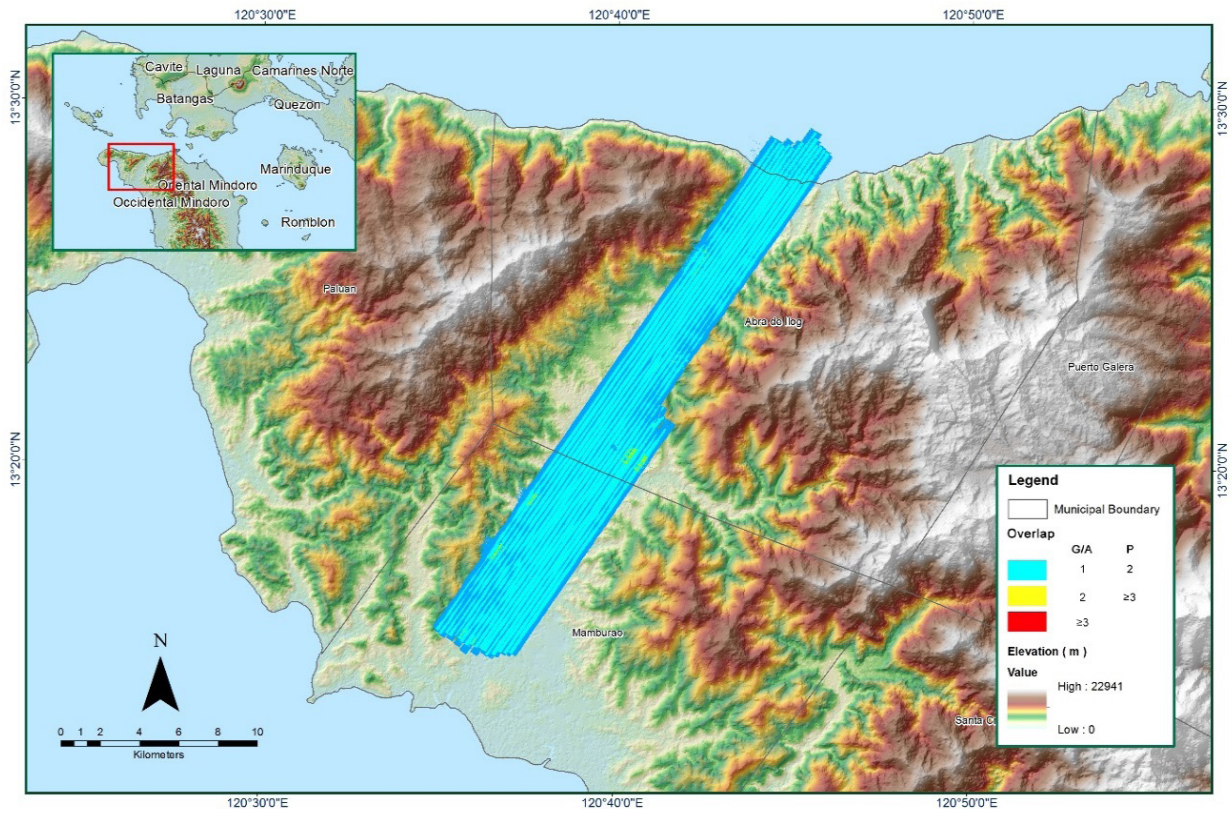 120°30'0"E
120°40'0"E
120°50'0"E
13°30'0"N
13°30'0"N
Cavite
Laguna
Camarines Norte
Batangas
Quezon
Marinduque
Oriental Mindoro
Occidental Mindoro
Romblon
Paluan
Abra de Ilog
Puerto Galera
13°20'0"N
13°20'0"N
Mamburao
Santa C
Legend
Municipal Boundary
Overlap
G/A P
1 2
2 ≥3
≥3
Elevation ( m )
Value
High : 22941
Low : 0
N
0 1 2 4 6 8 10
Kilometers
120°30'0"E
120°40'0"E
120°50'0"E